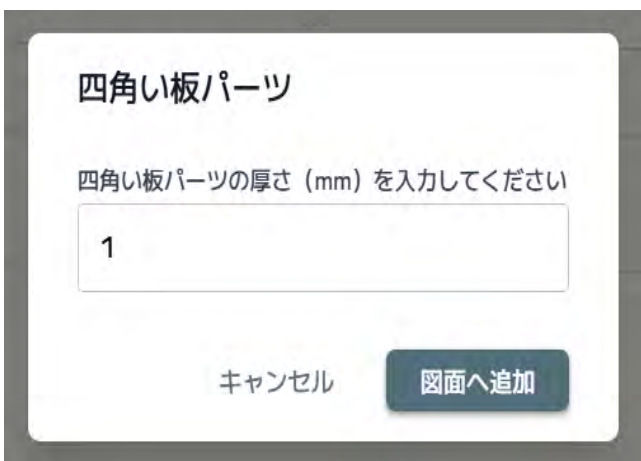 四角い板パーツ
四角い板パーツの厚さ（mm）を入力してください
1
キャンセル
図面へ追加